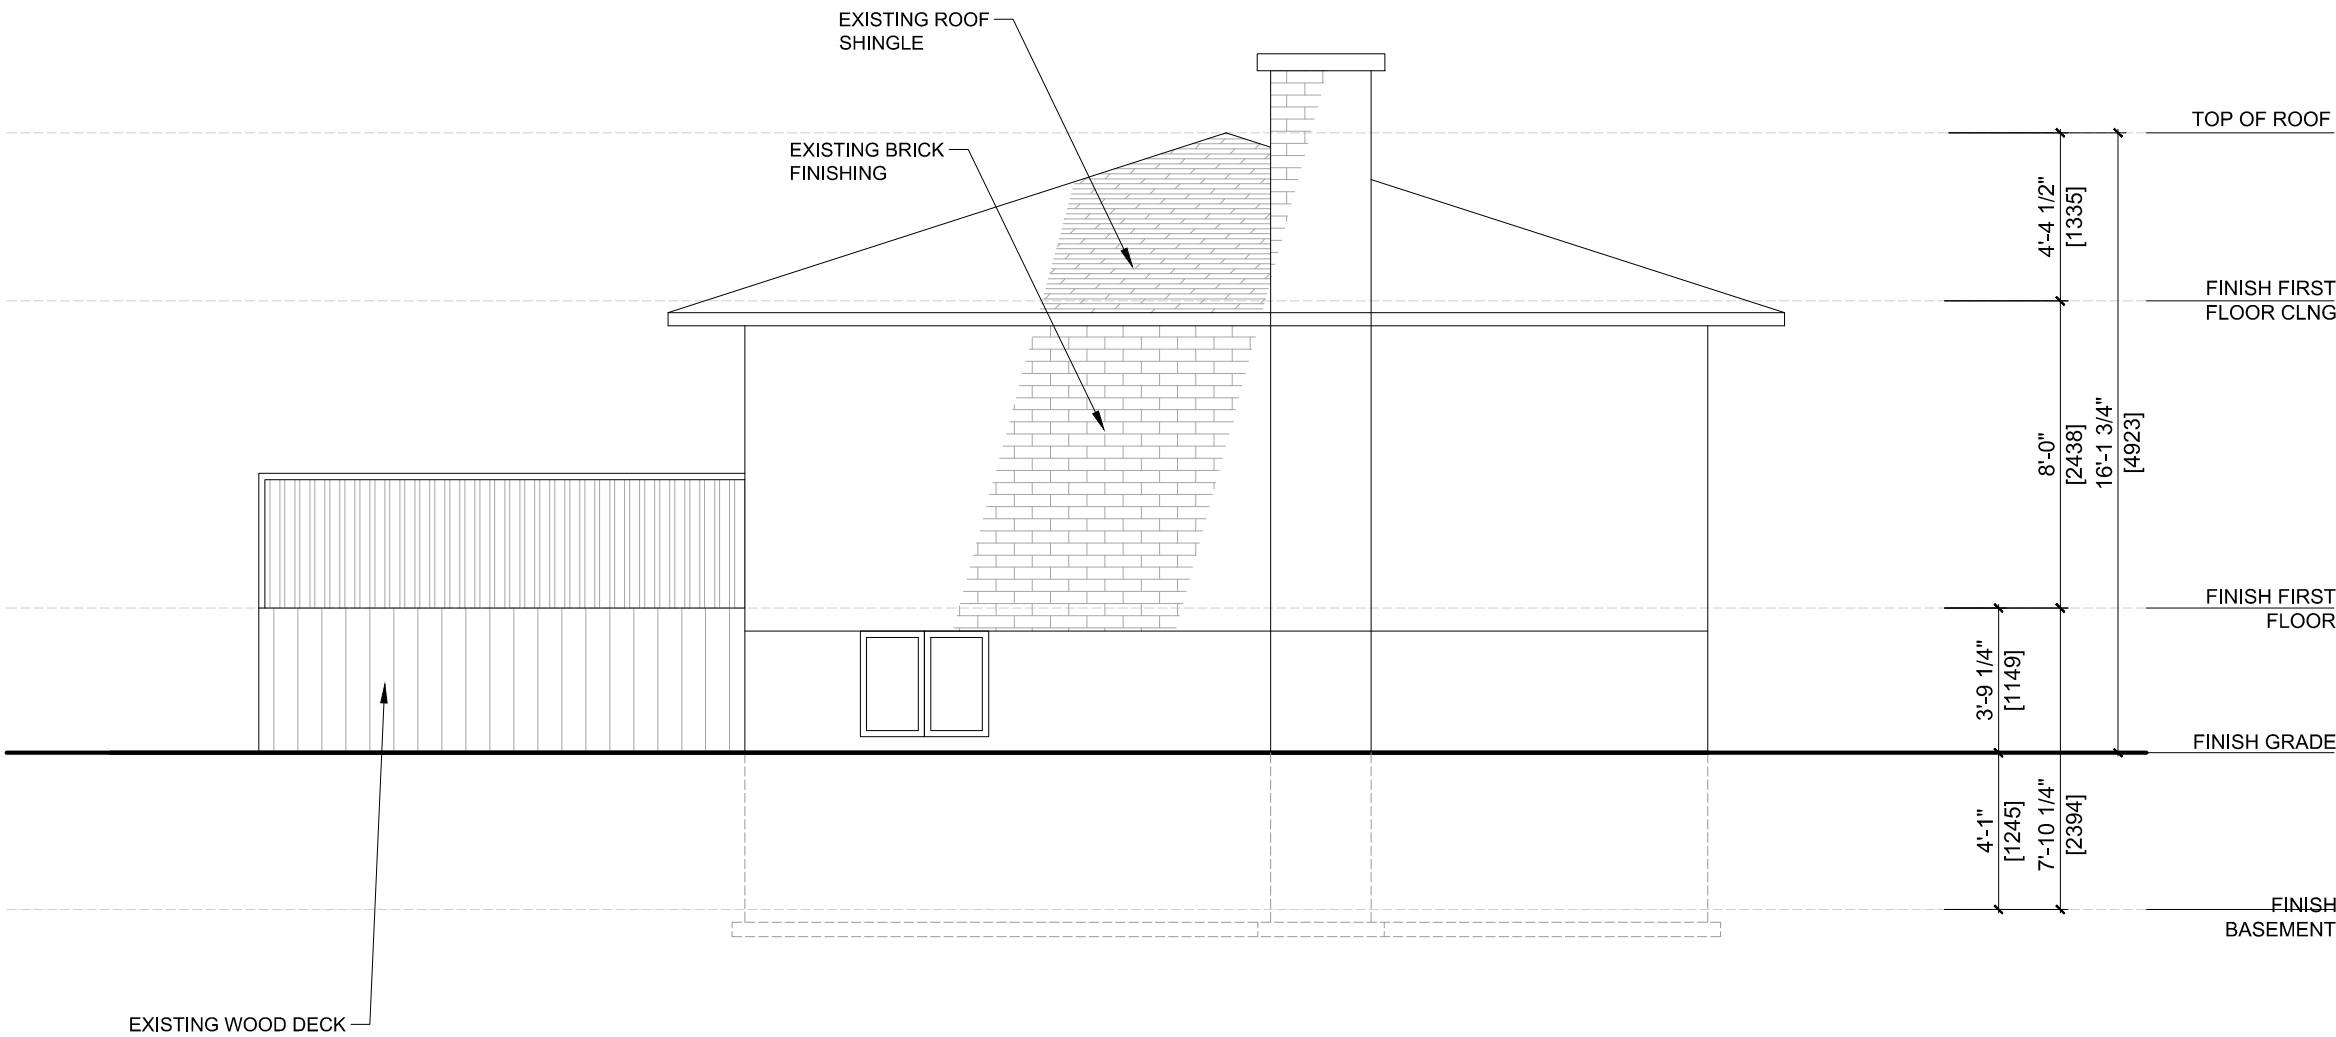 EXISTING ROOF
SHINGLE
EXISTING BRICK
FINISHING
TOP OF ROOF
4'-4 1/2"
[1335]
FINISH FIRST
FLOOR CLNG
8'-0"
[2438]
16'-1 3/4"
[4923]
FINISH FIRST
FLOOR
3'-9 1/4"
[1149]
FINISH GRADE
4'-1"
[1245]
7'-10 1/4"
[2394]
FINISH
BASEMENT
EXISTING WOOD DECK